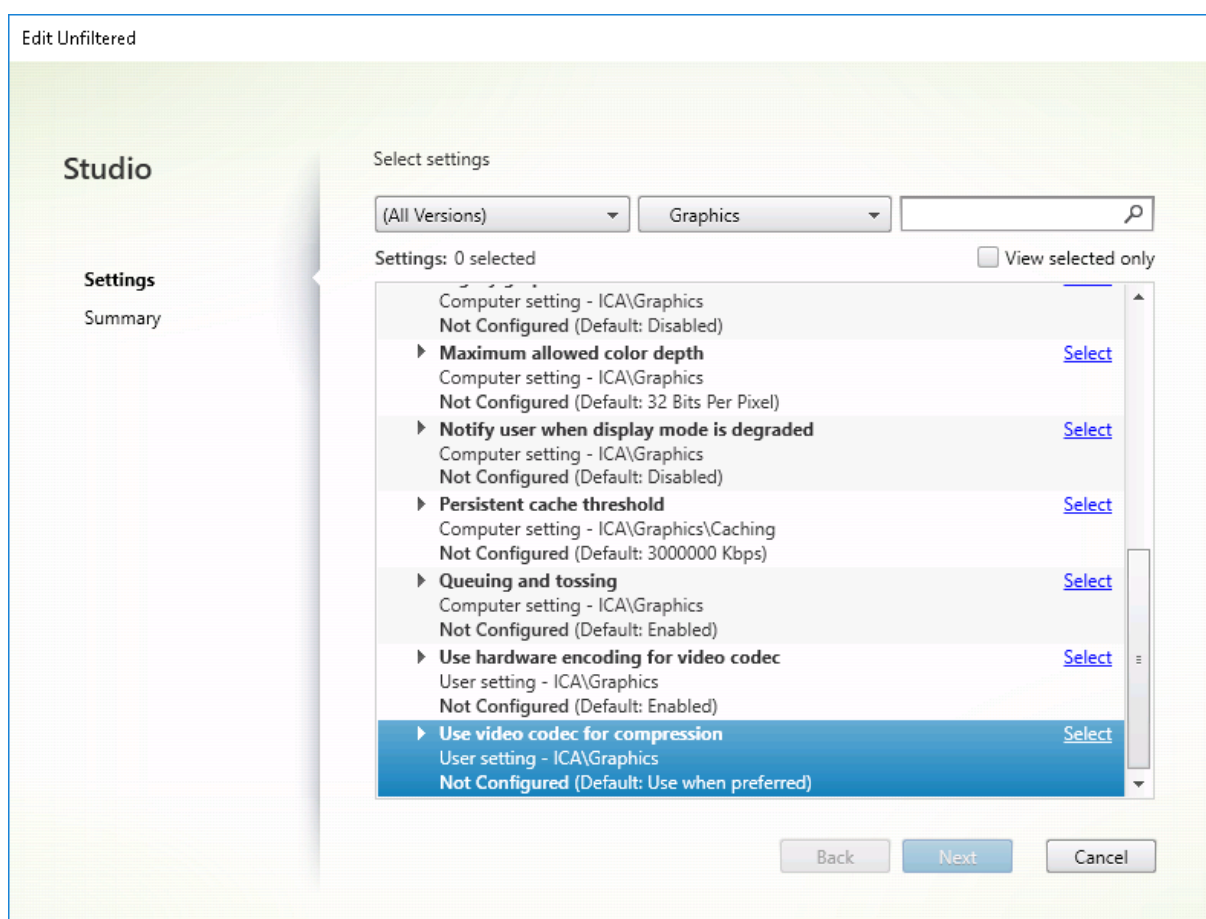 Edit Unfiltered
Studio
Settings
Summary
Select settings
(All Versions)
Graphics
Settings: 0 selected
View selected only
Computer setting - ICA\Graphics
Not Configured (Default: Disabled)
Maximum allowed color depth
Select
Computer setting - ICA\Graphics
Not Configured (Default: 32 Bits Per Pixel)
Notify user when display mode is degraded
Select
Computer setting - ICA\Graphics
Not Configured (Default: Disabled)
Persistent cache threshold
Select
Computer setting - ICA\Graphics\Caching
Not Configured (Default: 3000000 Kbps)
Queuing and tossing
Select
Computer setting - ICA\Graphics
Not Configured (Default: Enabled)
Use hardware encoding for video codec
Select
User setting - ICA\Graphics
Not Configured (Default: Enabled)
Use video codec for compression
Select
User setting - ICA\Graphics
Not Configured (Default: Use when preferred)
Back
Next
Cancel